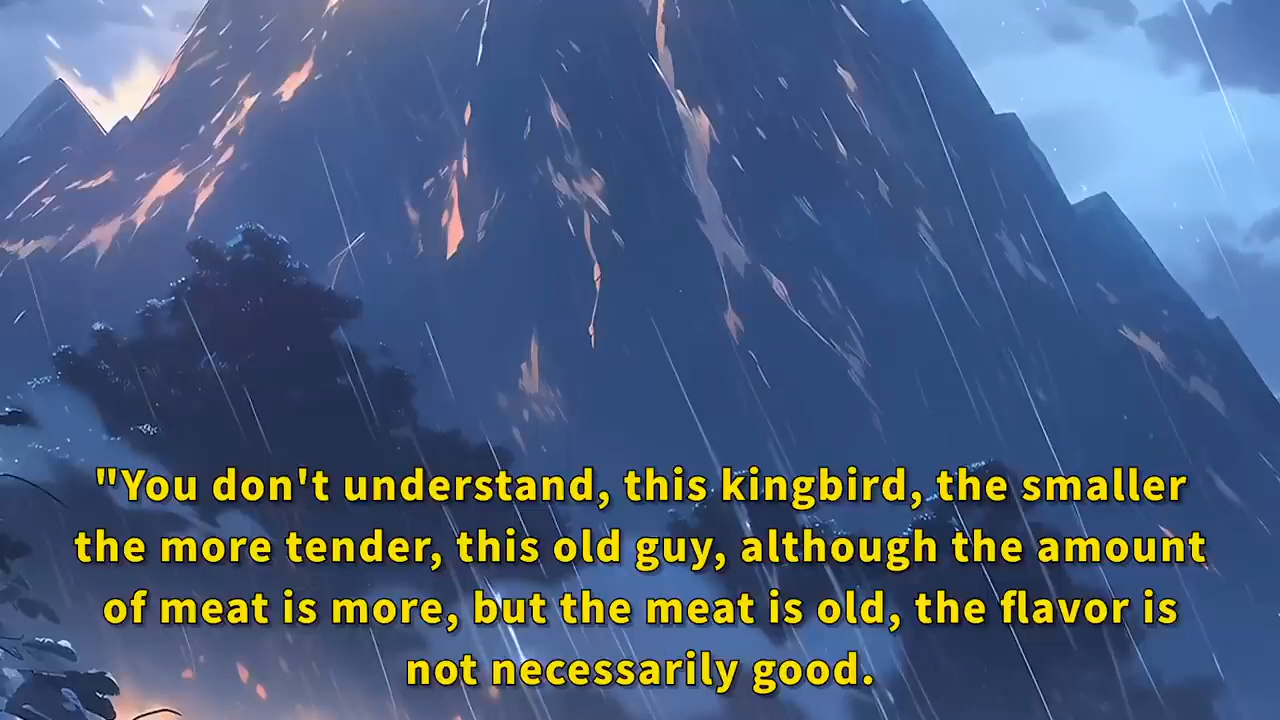 "You don't understand, this kingbird, the smaller
the more tender, this old guy, although the amount
of meat is more, but the meat is old, the flavor is
not necessarily good.